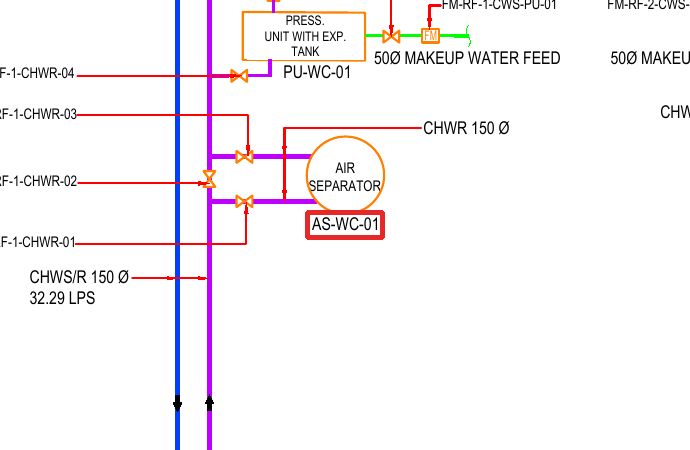 FM-RF-1-CWS-PU-01
FM-RF-2-CWS-
PRESS.
UNIT WITH EXP.
TANK
FM
50Ø MAKEUP WATER FEED
50Ø MAKEU
F-1-CHWR-04
PU-WC-01
RF-1-CHWR-03
CHW
CHWR 150 Ø
AIR
SEPARATOR
RF-1-CHWR-02
AS-WC-01
F-1-CHWR-01
CHWS/R 150 Ø
32.29 LPS